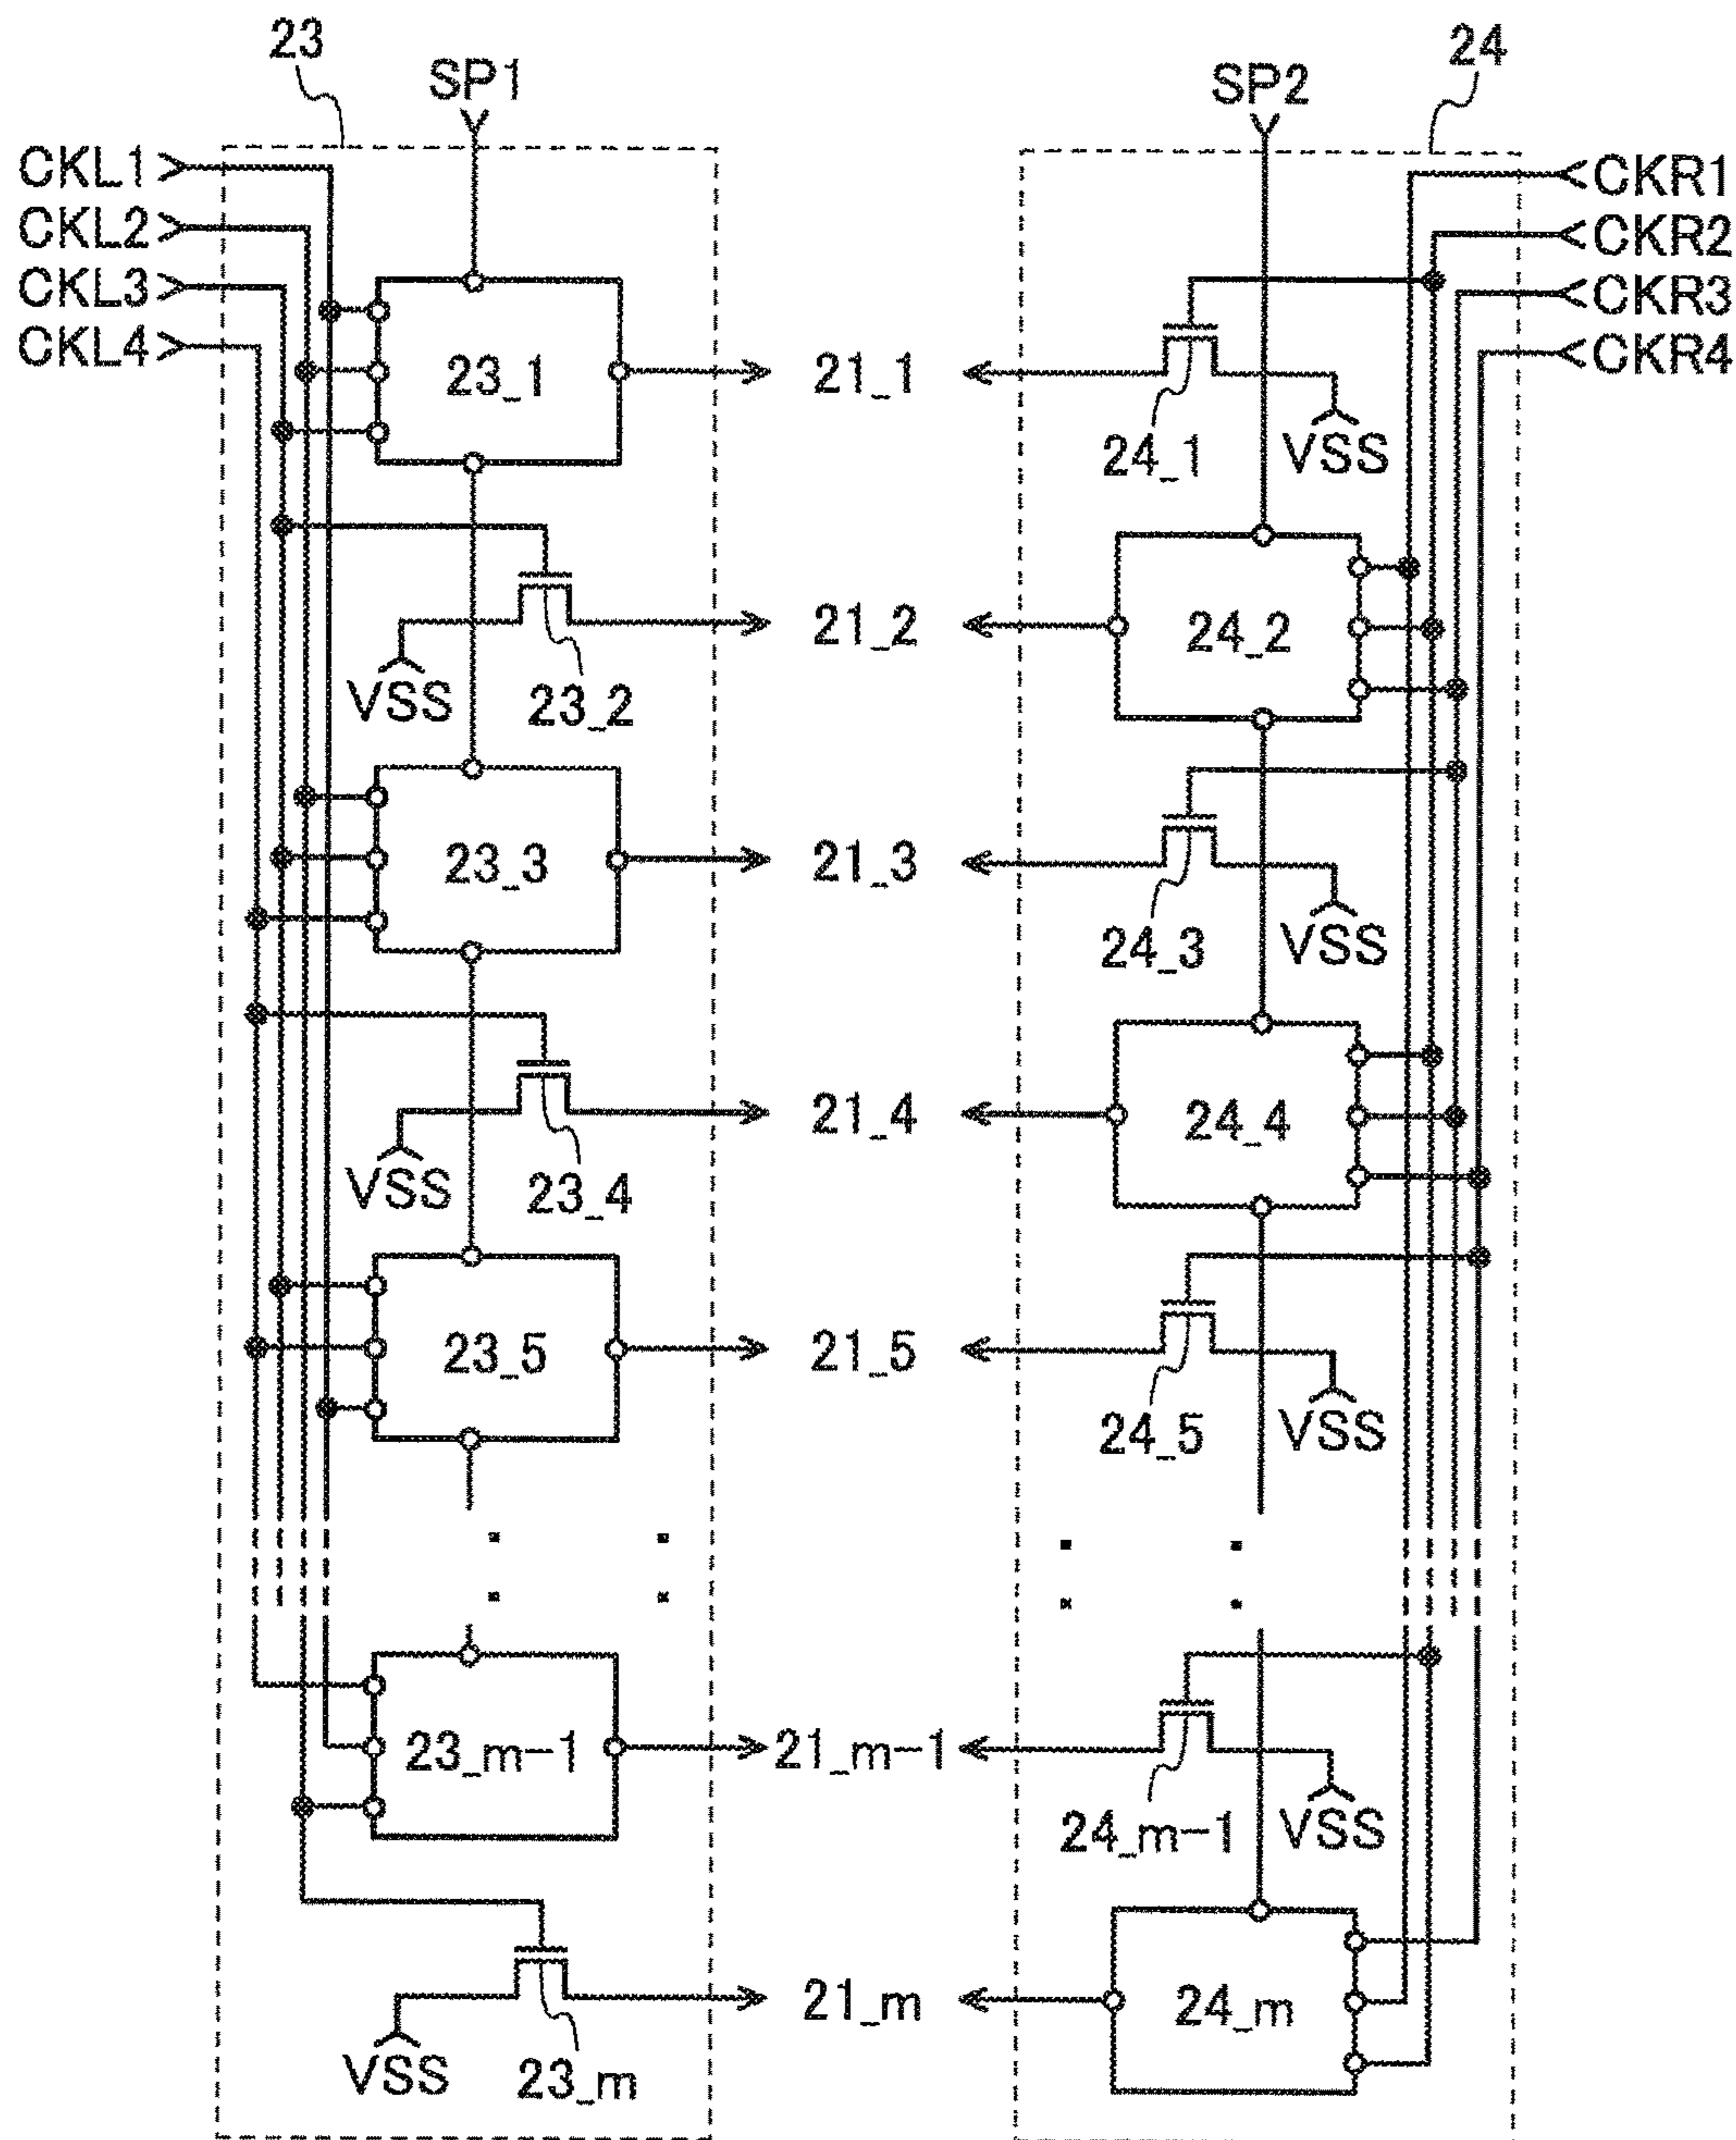 23
24
SP1
SP2
CKL1
CKR1
CKL2
CKR2
CKL3
CKR3
CKL4
CKR4
23_1
21_1
24_1
VSS
21_2
24_2
VSS
23_2
23_3
21_3
24_3
VSS
21_4
24_4
VSS
23_4
23_5
21_5
24_5
VSS
23_m-1
21_m-1
24_m-1
VSS
21_m
24_m
VSS
23_m